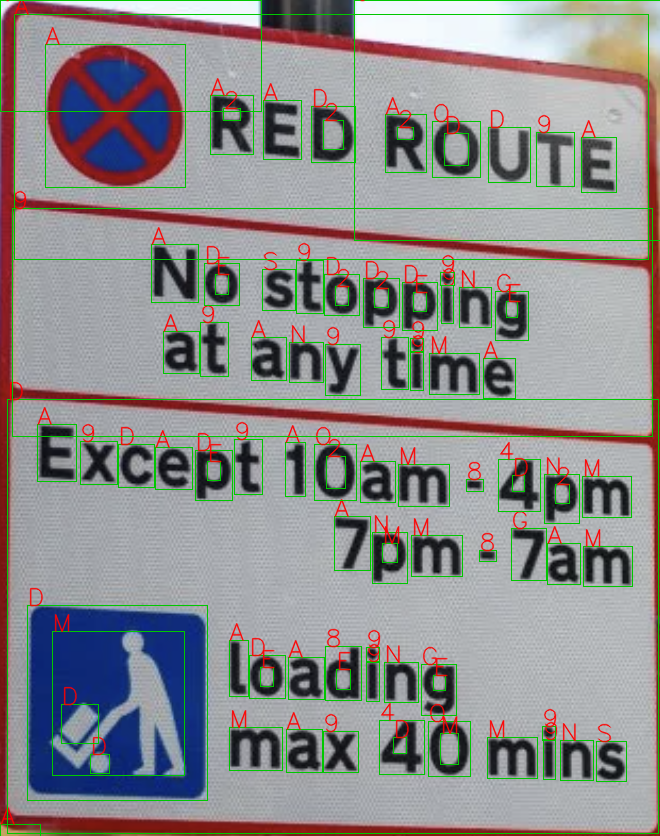 RED ROUTE
No stopping
at any time
Except 10am - 4pm
7pm - 7am
loading
max 40 mins